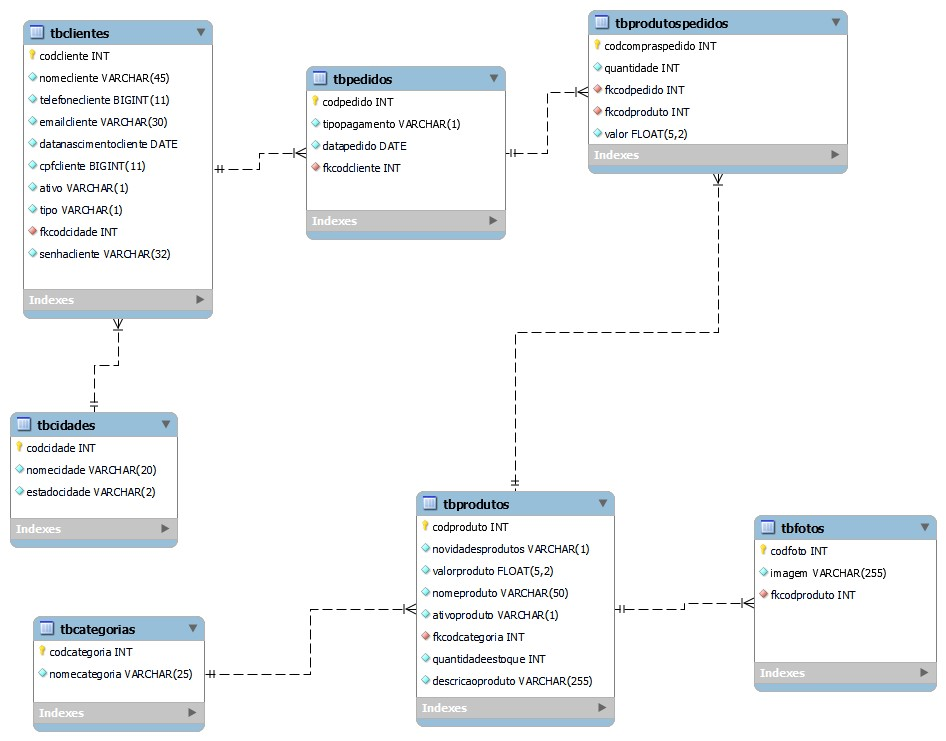 tbclientes
codcliente INT
nomecliente VARCHAR(45)
telefonecliente BIGINT(11)
emailcliente VARCHAR(30)
datanascimentocliente DATE
cpfcliente BIGINT(11)
ativo VARCHAR(1)
tipo VARCHAR(1)
fkcodcidade INT
senhacliente VARCHAR(32)
Indexes
tbpedidos
codpedido INT
tipopagamento VARCHAR(1)
datapedido DATE
fkcodcliente INT
Indexes
tbprodutospedidos
codcompraspedido INT
quantidade INT
fkcodpedido INT
fkcodproduto INT
valor FLOAT(5,2)
Indexes
tbcidades
codcidade INT
nomecidade VARCHAR(20)
estadocidade VARCHAR(2)
Indexes
tbprodutos
codproduto INT
novidadesprodutos VARCHAR(1)
valorproduto FLOAT(5,2)
nomeproduto VARCHAR(50)
ativoproduto VARCHAR(1)
fkcodcategoria INT
quantidadeestoque INT
descricaoproduto VARCHAR(255)
Indexes
tbfotos
codfoto INT
imagem VARCHAR(255)
fkcodproduto INT
Indexes
tbcategorias
codcategoria INT
nomecategoria VARCHAR(25)
Indexes